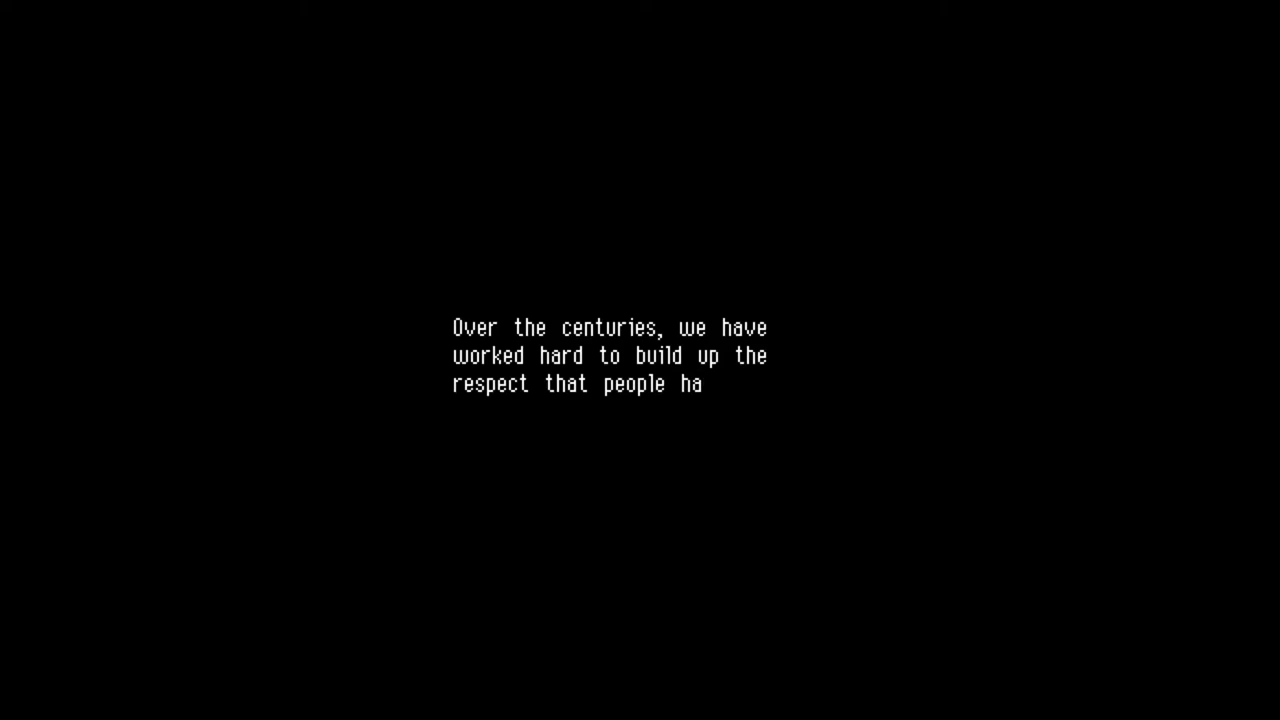 Over the centuries, we have
worked hard to build up the
respect that people ha